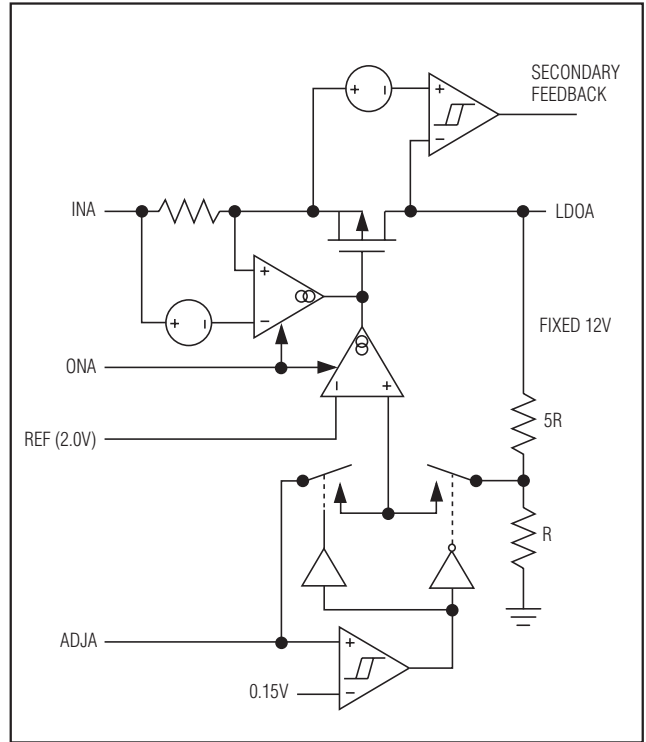 SECONDARY
FEEDBACK
+
−
+
−
INA
LDOA
+
−
+
−
FIXED 12V
ONA
−
+
REF (2.0V)
5R
R
ADJA
+
−
0.15V